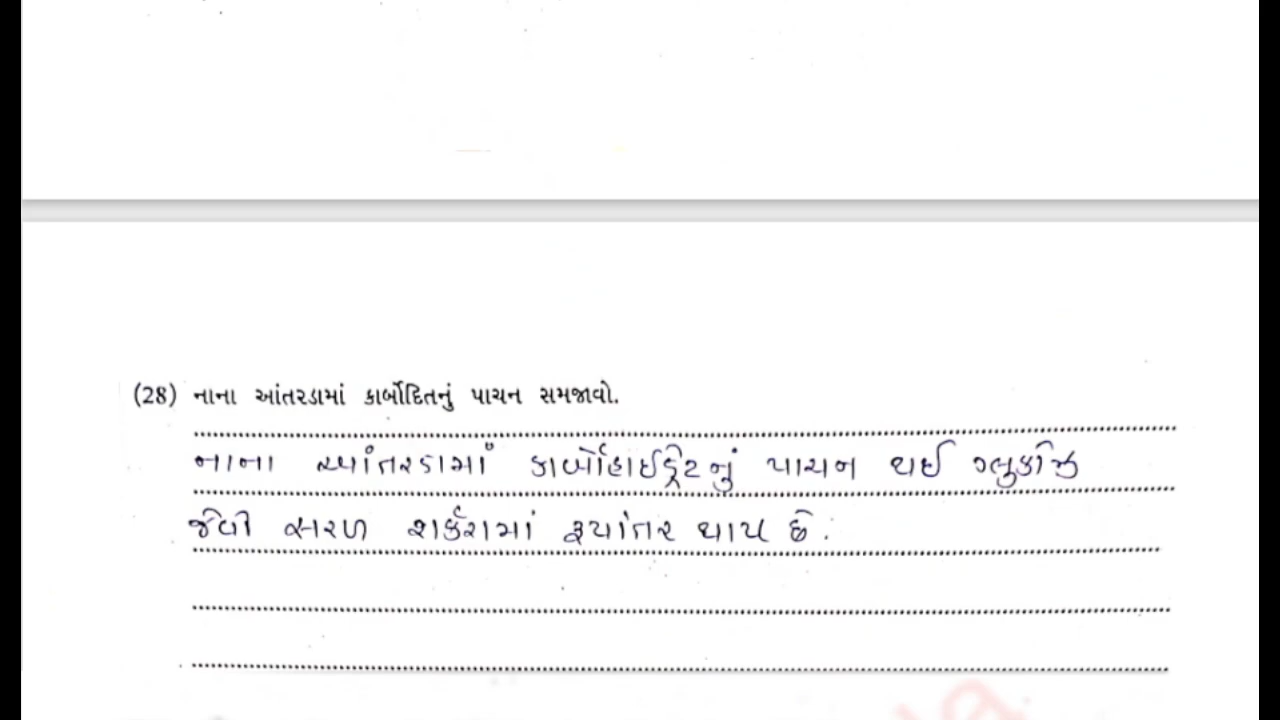 (28) નાના આંતરડામાં કાર્બોદિતનું પાચન સમજાવો.
નાના આંતરડામાં કાર્બોહાઈડ્રેટનું પાચન થઈ ગ્લુકોઝ
જેવી સરળ શર્કરામાં રૂપાંતર થાય છે.